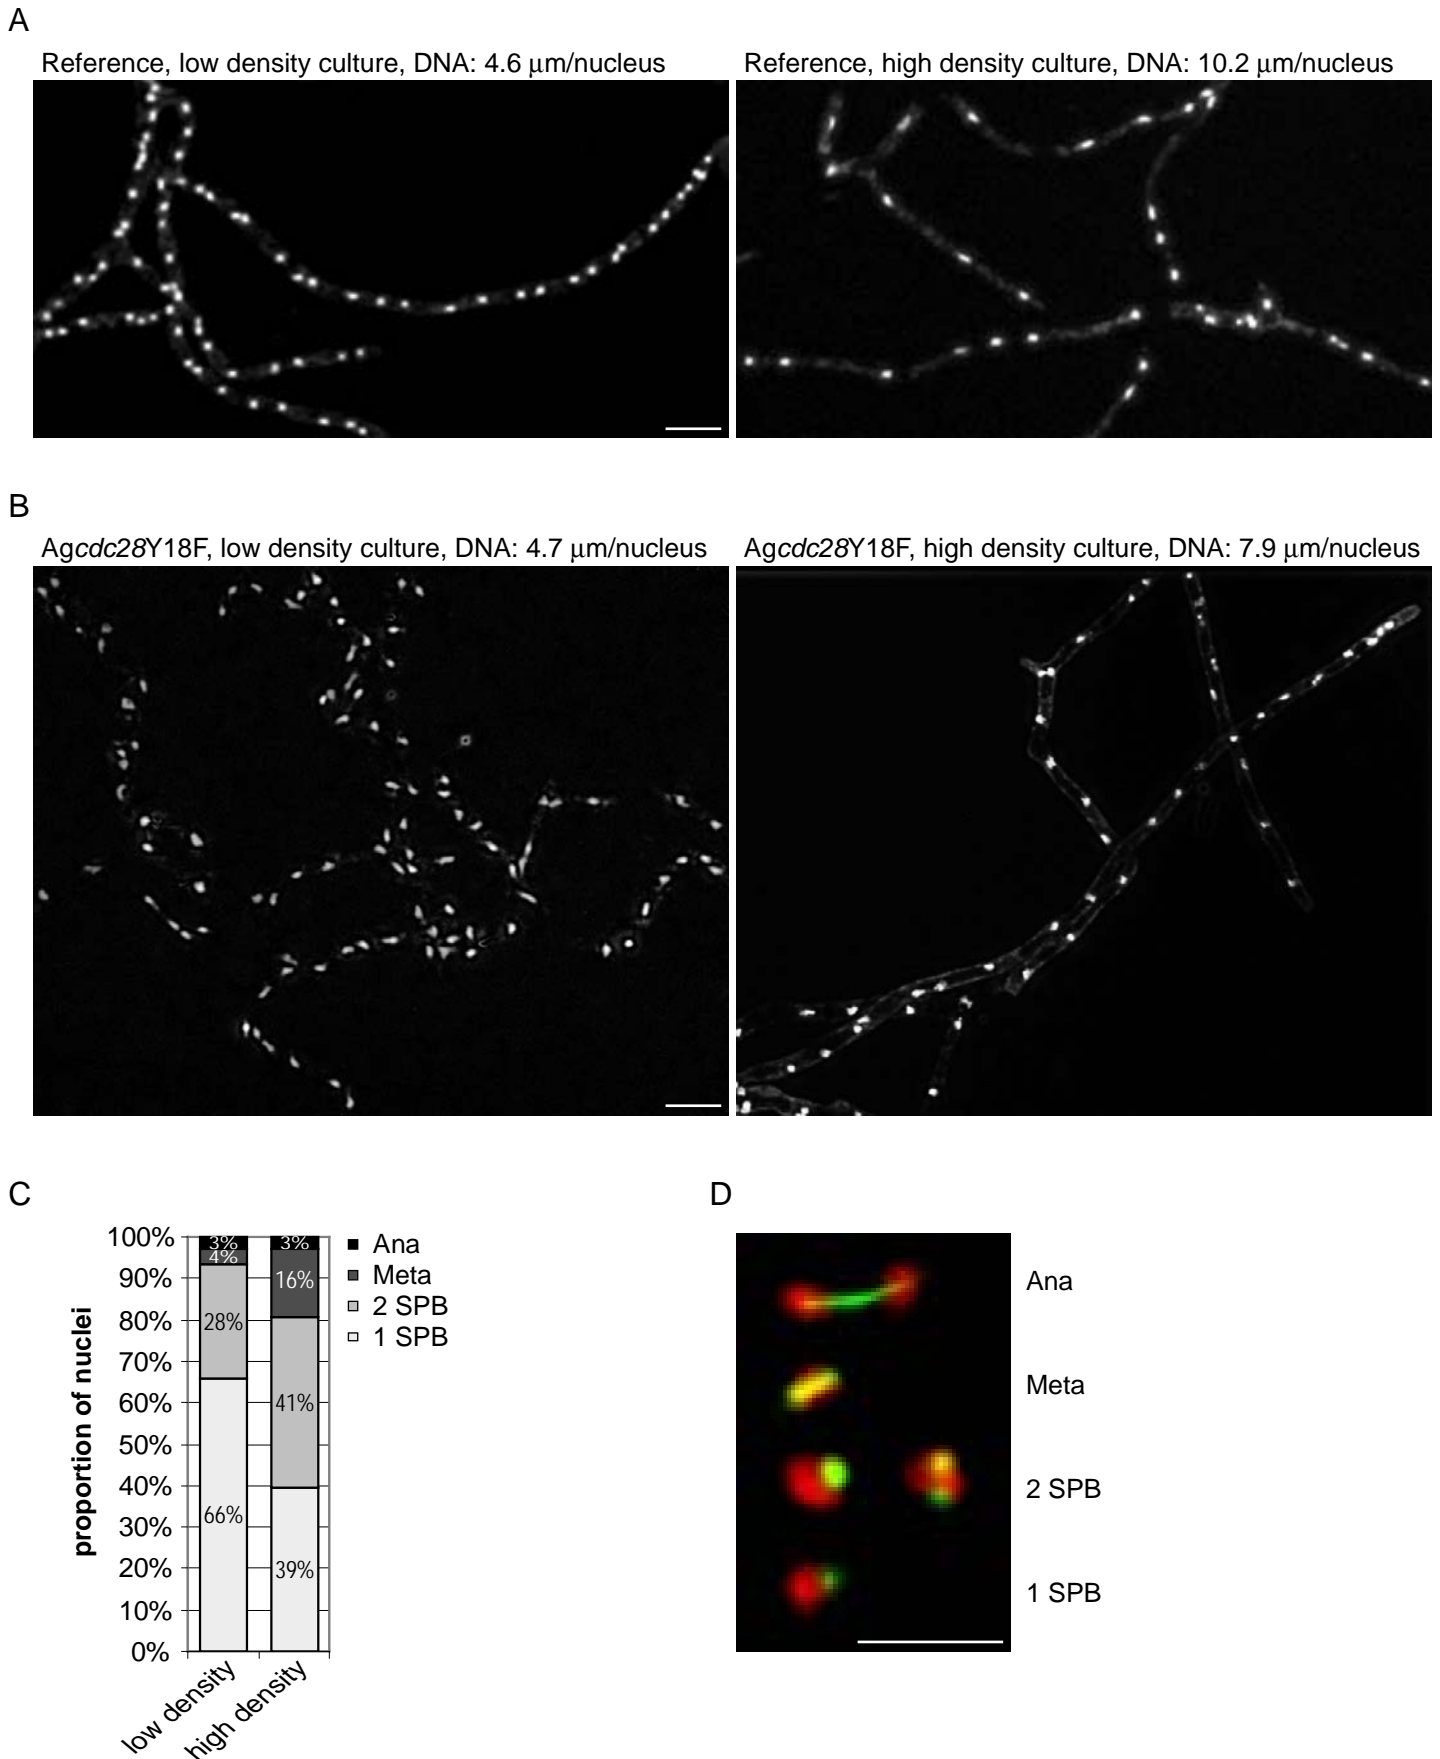 A
Reference, low density culture, DNA: 4.6 µm/nucleus
Reference, high density culture, DNA: 10.2 µm/nucleus
B
Agcdc28Y18F, low density culture, DNA: 4.7 µm/nucleus
Agcdc28Y18F, high density culture, DNA: 7.9 µm/nucleus
C
proportion of nuclei
100%
90%
80%
70%
60%
50%
40%
30%
20%
10%
0%
3%
4%
28%
66%
3%
16%
41%
39%
low density
high density
Ana
Meta
2 SPB
1 SPB
D
Ana
Meta
2 SPB
1 SPB